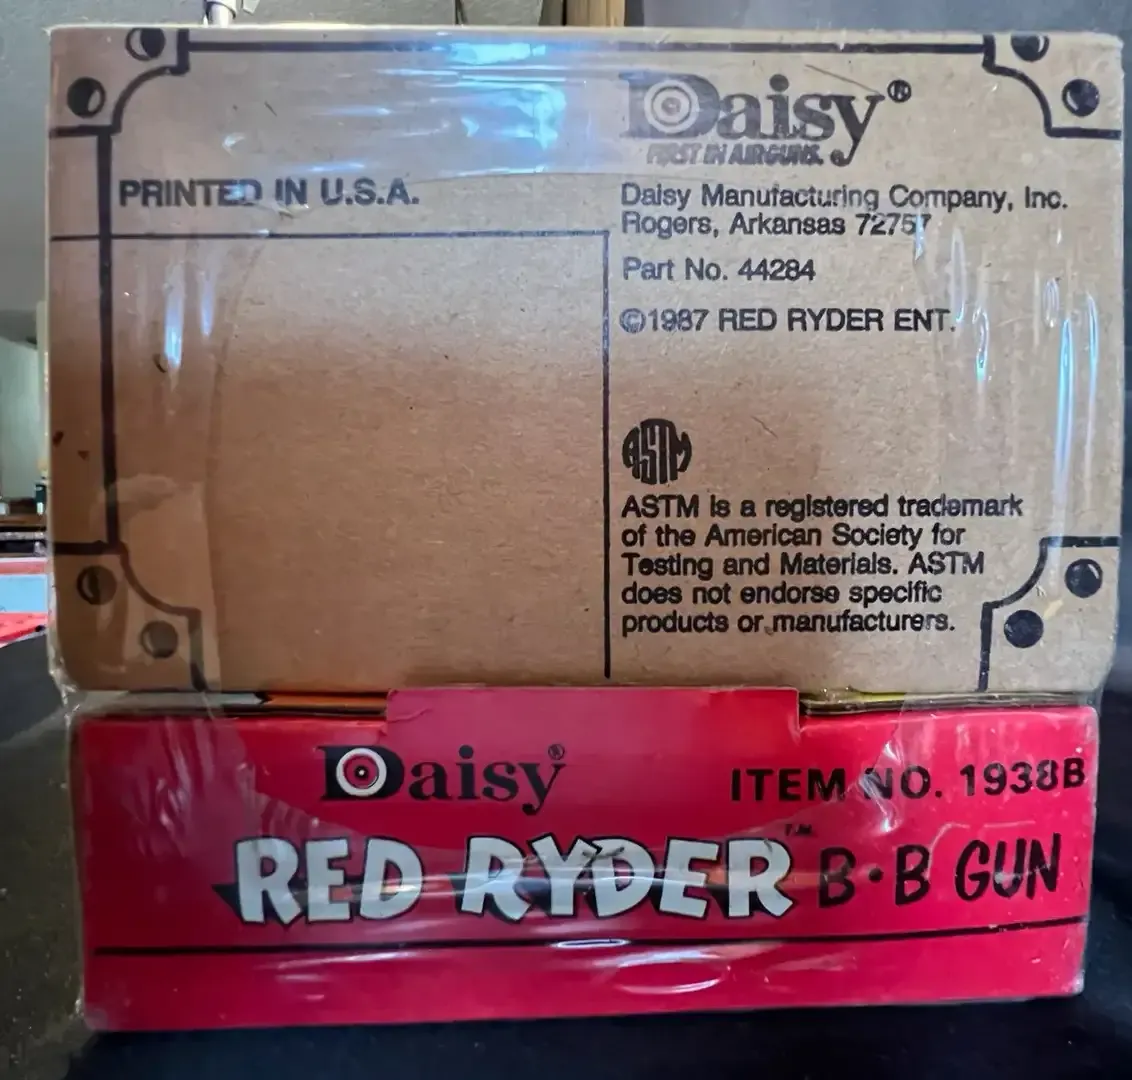 Daisy®
FIRST IN AIRGUNS.
PRINTED IN U.S.A.
Daisy Manufacturing Company, Inc.
Rogers, Arkansas 72757
Part No. 44284
©1987 RED RYDER ENT.
ASTM
ASTM is a registered trademark
of the American Society for
Testing and Materials. ASTM
does not endorse specific
products or manufacturers.
Daisy®
ITEM NO. 1938B
RED RYDER™ B·B GUN